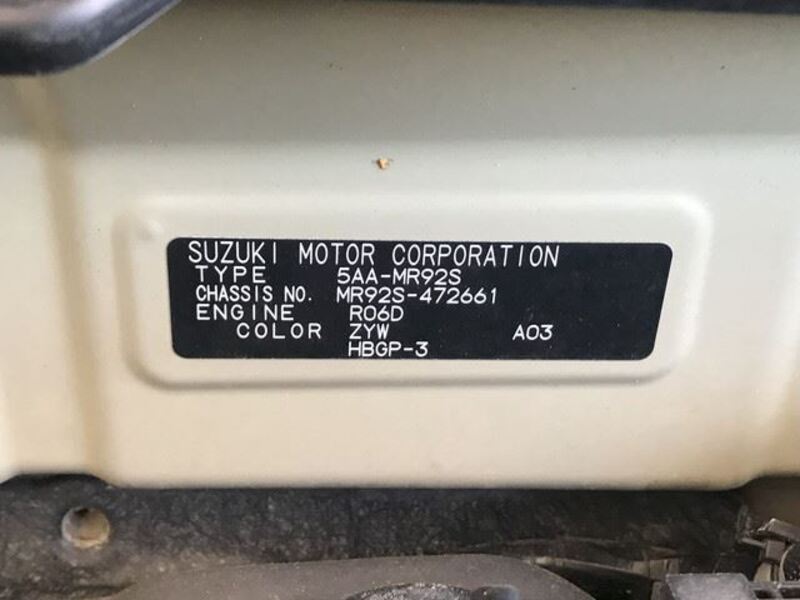 SUZUKI MOTOR CORPORATION
TYPE 5AA-MR92S
CHASSIS NO. MR92S-472661
ENGINE R06D
COLOR ZYW A03
HBGP-3